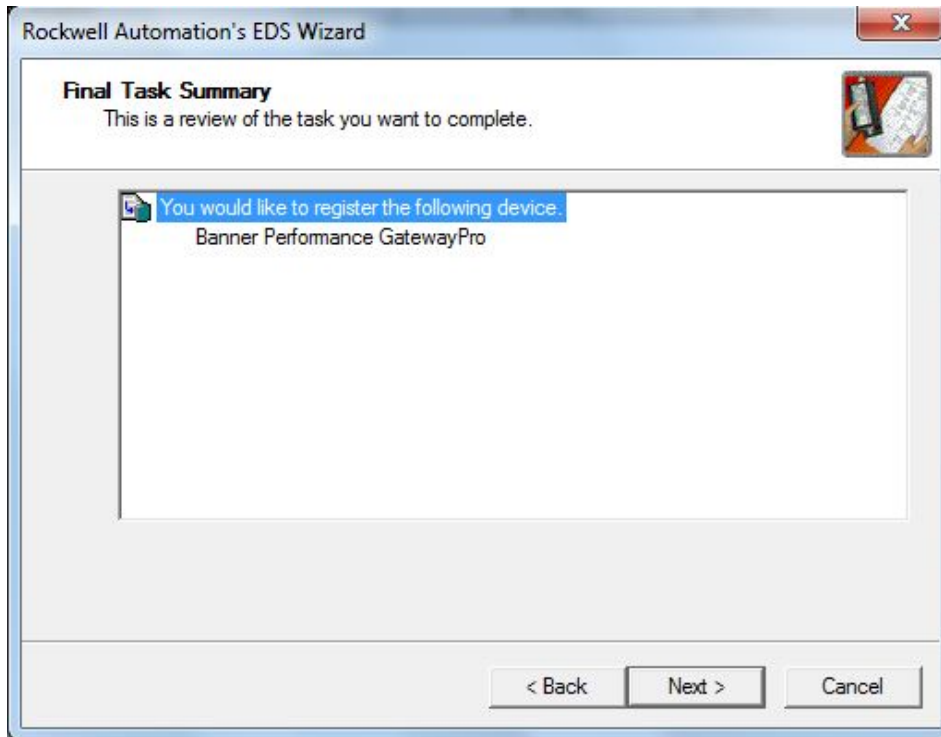 Rockwell Automation's EDS Wizard
Final Task Summary
This is a review of the task you want to complete.
You would like to register the following device.
Banner Performance GatewayPro
< Back
Next >
Cancel